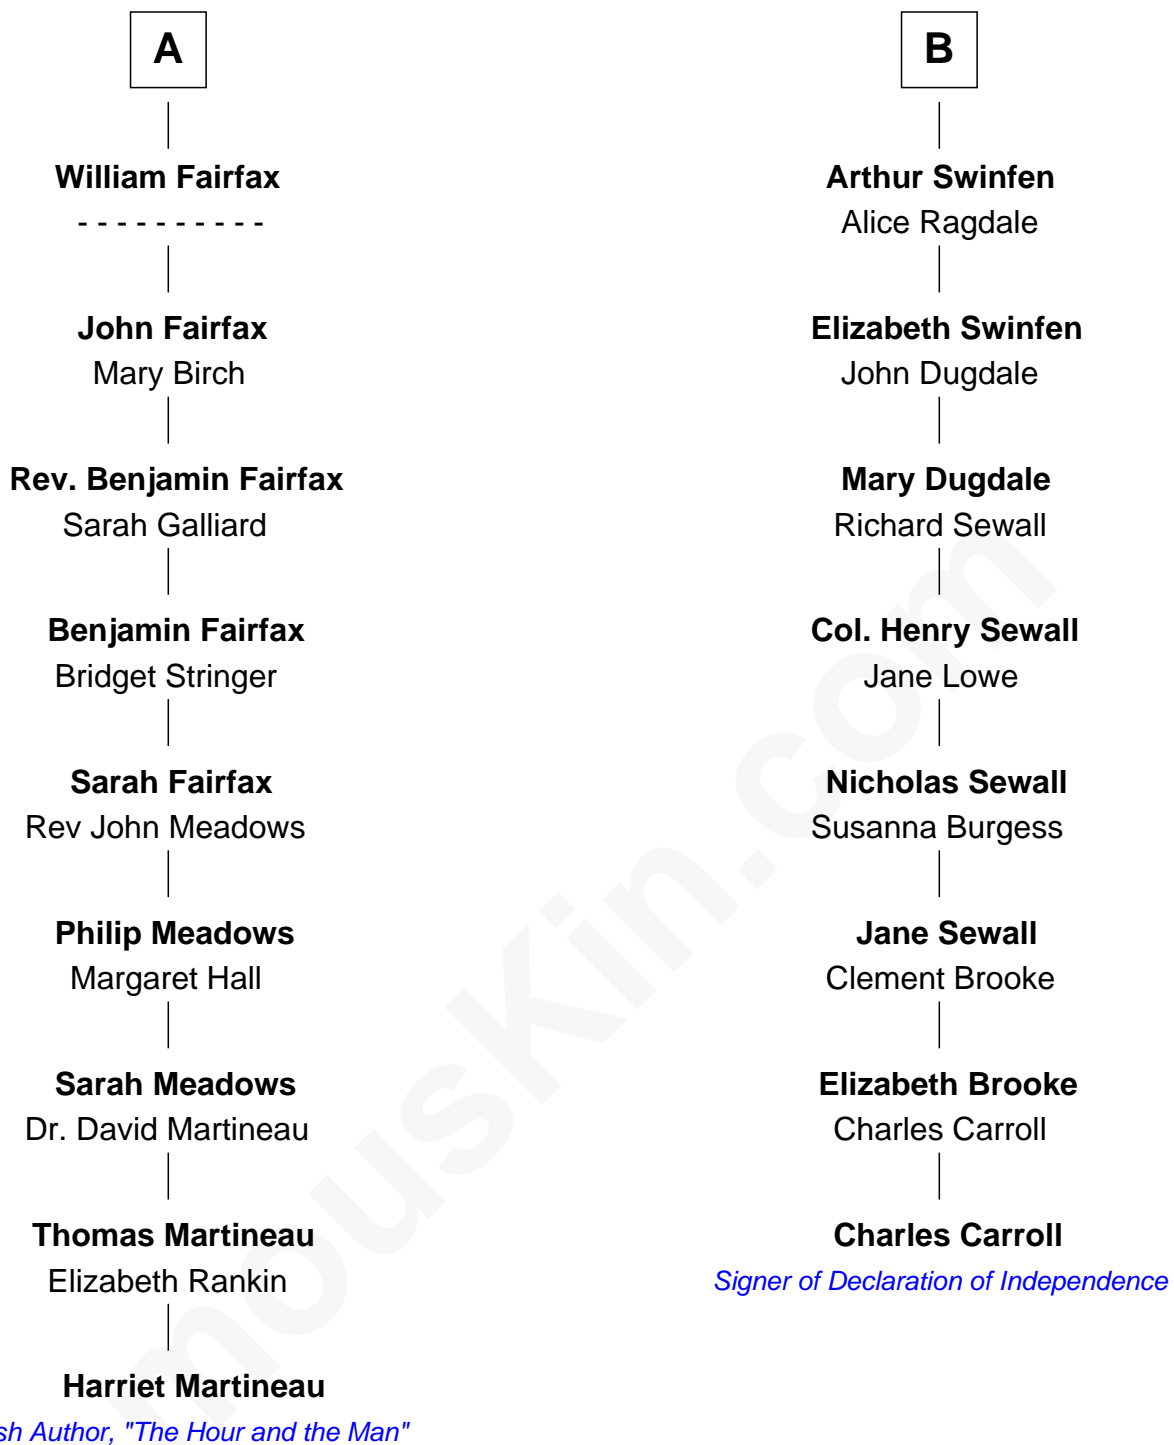 A
William Fairfax
- - - - - - - - - -
John Fairfax
Mary Birch
Rev. Benjamin Fairfax
Sarah Galliard
Benjamin Fairfax
Bridget Stringer
Sarah Fairfax
Rev John Meadows
Philip Meadows
Margaret Hall
Sarah Meadows
Dr. David Martineau
Thomas Martineau
Elizabeth Rankin
Harriet Martineau
sh Author, "The Hour and the Man"
B
Arthur Swinfen
Alice Ragdale
Elizabeth Swinfen
John Dugdale
Mary Dugdale
Richard Sewall
Col. Henry Sewall
Jane Lowe
Nicholas Sewall
Susanna Burgess
Jane Sewall
Clement Brooke
Elizabeth Brooke
Charles Carroll
Charles Carroll
Signer of Declaration of Independence
mousKin.com